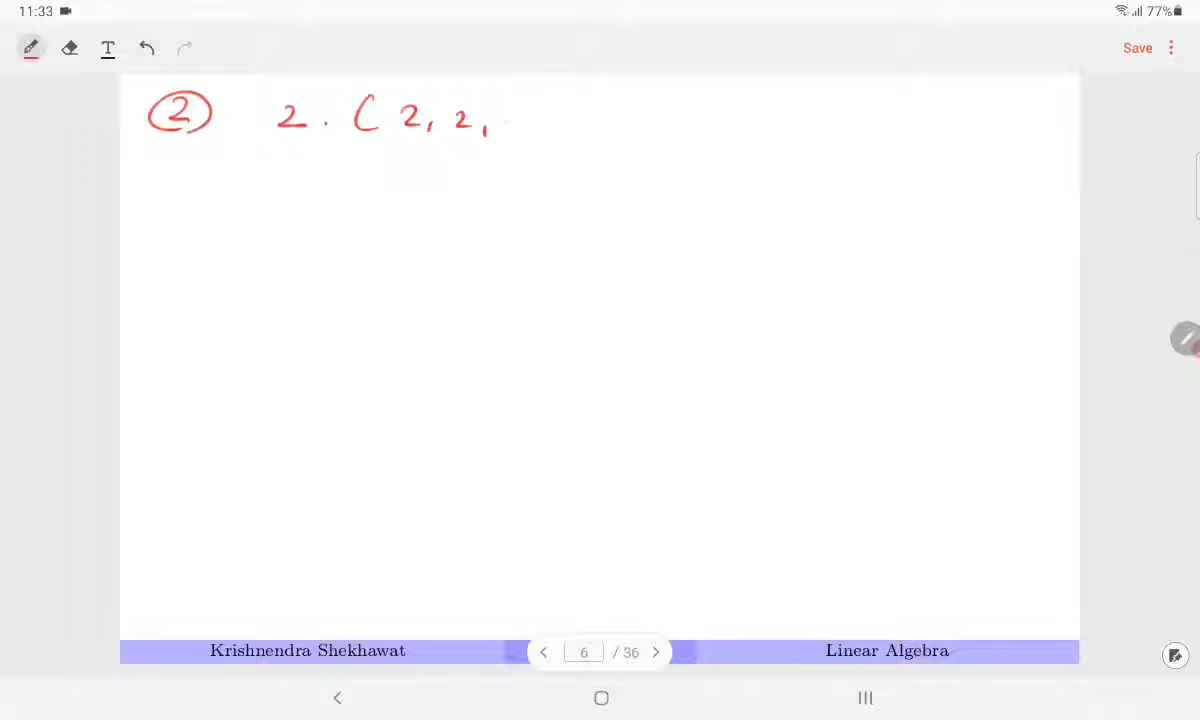 11:33 77%
T Save
2 2 . ( 2, 2,
Krishnendra Shekhawat 6 / 36 Linear Algebra